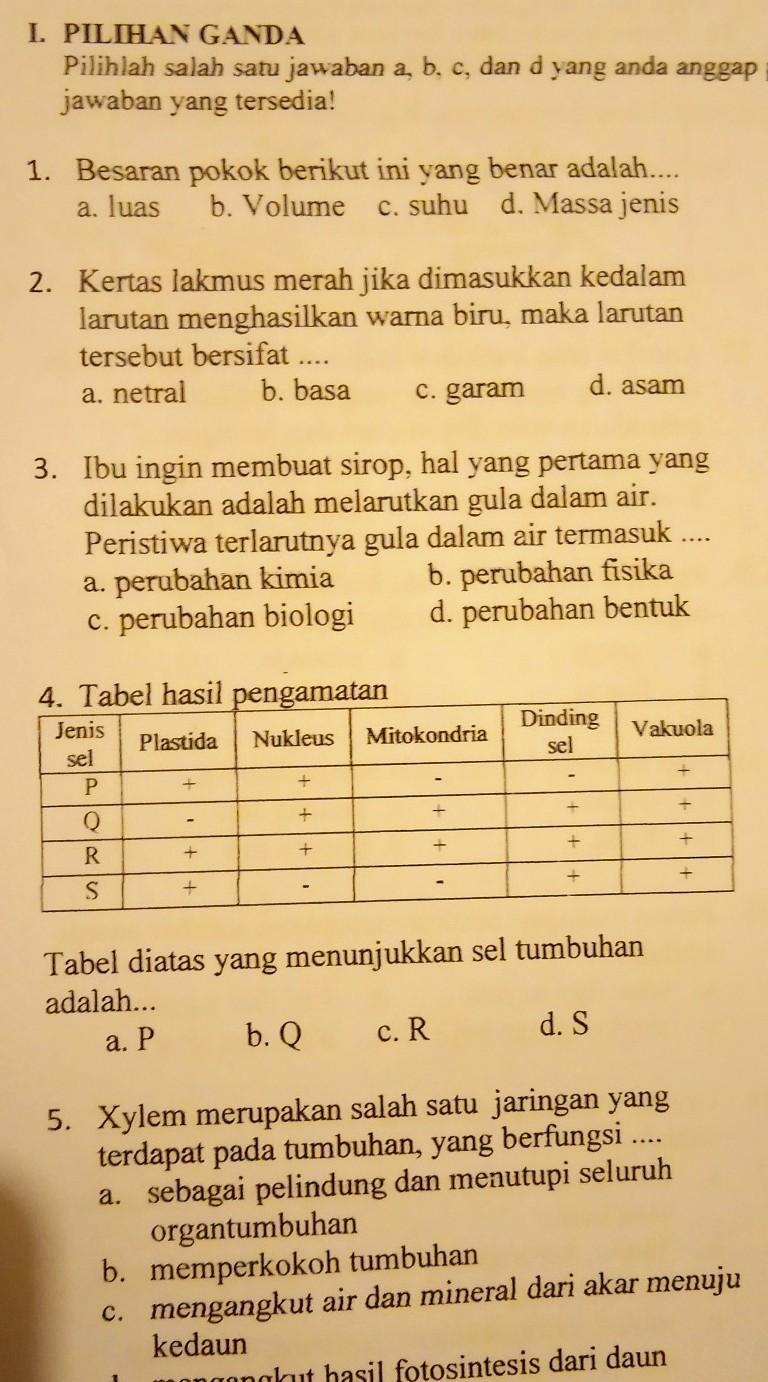 I. PILIHAN GANDA
Pilihlah salah satu jawaban a, b, c, dan d yang anda anggap
jawaban yang tersedia!
1. Besaran pokok berikut ini yang benar adalah....
a. luas b. Volume c. suhu d. Massa jenis
2. Kertas lakmus merah jika dimasukkan kedalam
larutan menghasilkan warna biru, maka larutan
tersebut bersifat ....
a. netral b. basa c. garam d. asam
3. Ibu ingin membuat sirop, hal yang pertama yang
dilakukan adalah melarutkan gula dalam air.
Peristiwa terlarutnya gula dalam air termasuk ....
a. perubahan kimia b. perubahan fisika
c. perubahan biologi d. perubahan bentuk
4. Tabel hasil pengamatan
Jenis sel Plastida Nukleus Mitokondria Dinding sel Vakuola
P + + - - +
Q - + + + +
R + + + + +
S + - - + +
Tabel diatas yang menunjukkan sel tumbuhan
adalah...
a. P b. Q c. R d. S
5. Xylem merupakan salah satu jaringan yang
terdapat pada tumbuhan, yang berfungsi ....
a. sebagai pelindung dan menutupi seluruh
organtumbuhan
b. memperkokoh tumbuhan
c. mengangkut air dan mineral dari akar menuju
kedaun
mengangkut hasil fotosintesis dari daun